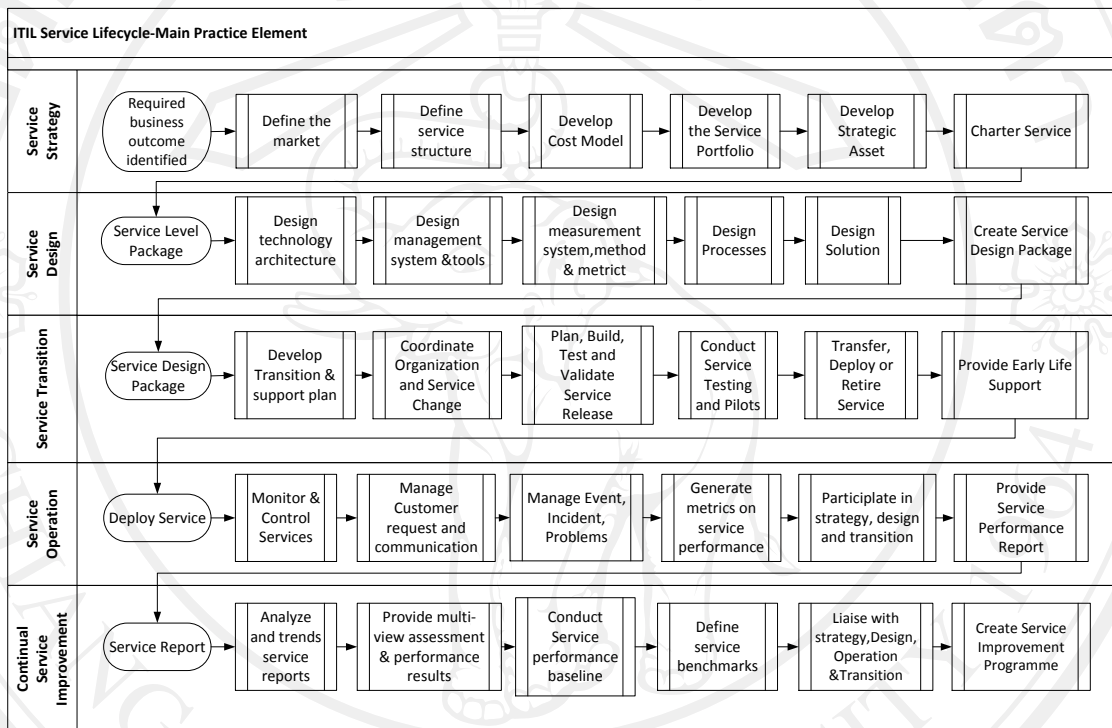 ITIL Service Lifecycle-Main Practice Element
Service
Strategy
Required
business
outcome
identified
Define the
market
Define
service
structure
Develop
Cost Model
Develop
the Service
Portfolio
Develop
Strategic
Asset
Charter Service
Service
Design
Service Level
Package
Design
technology
architecture
Design
management
system &tools
Design
measurement
system,method
& metrict
Design
Processes
Design
Solution
Create Service
Design Package
Service Transition
Service Design
Package
Develop
Transition &
support plan
Coordinate
Organization
and Service
Change
Plan, Build,
Test and
Validate
Service
Release
Conduct
Service
Testing
and Pilots
Transfer,
Deploy or
Retire
Service
Provide Early Life
Support
Service
Operation
Deploy Service
Monitor &
Control
Services
Manage
Customer
request and
communication
Manage Event,
Incident,
Problems
Generate
metrics on
service
performance
Participlate in
strategy, design
and transition
Provide
Service
Performance
Report
Continual
Service
Improvement
Service Report
Analyze
and trends
service
reports
Provide multi-
view assessment
& performance
results
Conduct
Service
performance
baseline
Define
service
benchmarks
Liaise with
strategy,Design,
Operation
&Transition
Create Service
Improvement
Programme